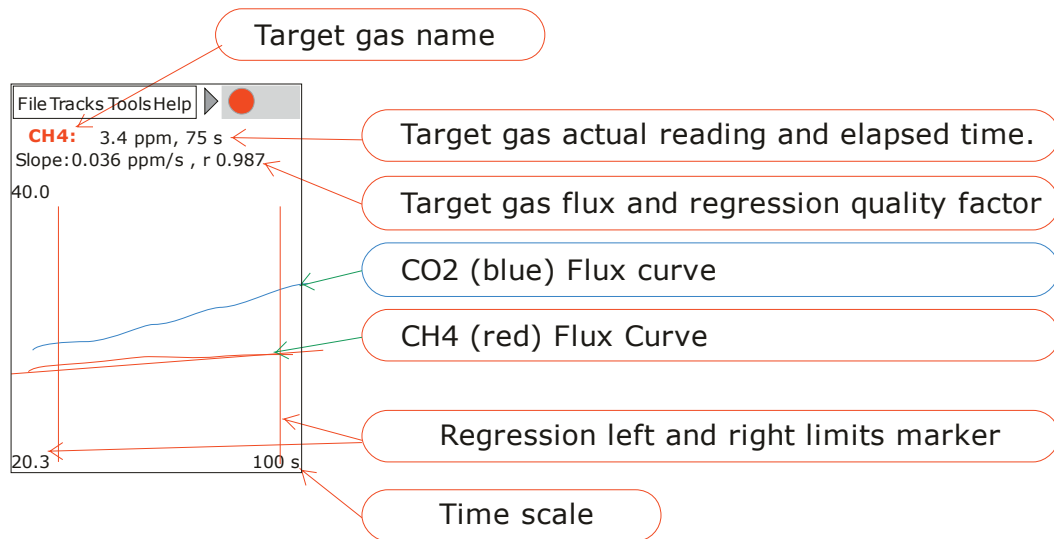 Target gas name
File Tracks Tools Help
CH4: 3.4 ppm, 75 s
Target gas actual reading and elapsed time.
Slope:0.036 ppm/s , r 0.987
Target gas flux and regression quality factor
40.0
CO2 (blue) Flux curve
CH4 (red) Flux Curve
Regression left and right limits marker
20.3 100 s
Time scale